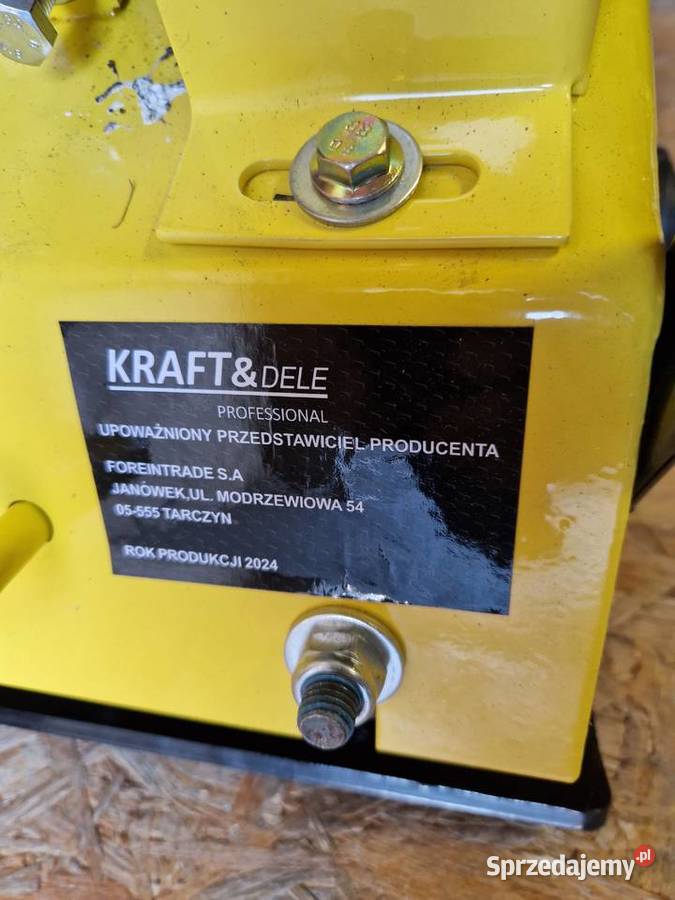 KRAFT&DELE
PROFESSIONAL
UPOWAŻNIONY PRZEDSTAWICIEL PRODUCENTA
FOREINTRADE S.A
JANÓWEK,UL. MODRZEWIOWA 54
05-555 TARCZYN
ROK PRODUKCJI 2024
Sprzedajemy.pl